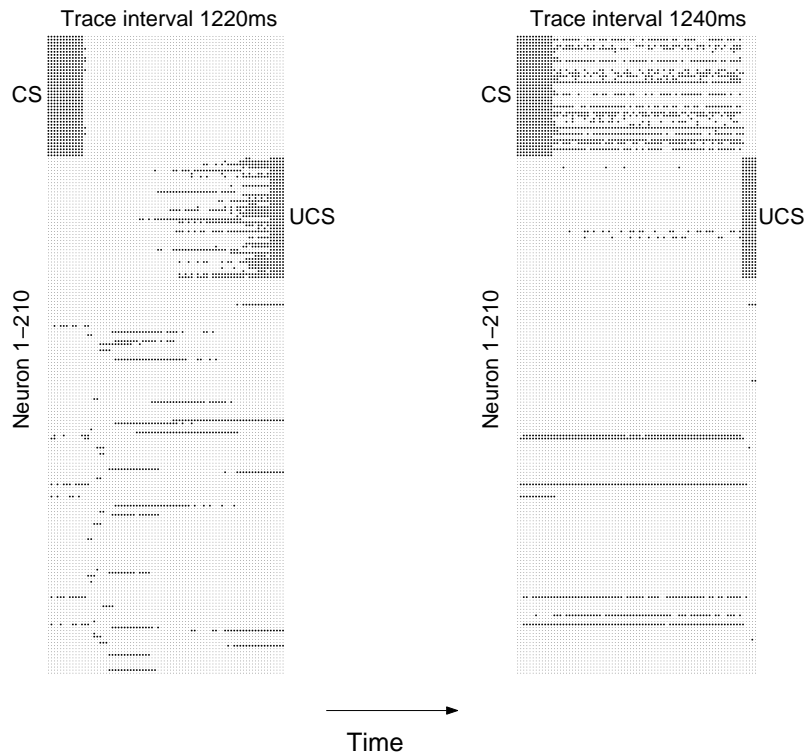 Trace interval 1220ms
Trace interval 1240ms
CS
CS
UCS
UCS
Neuron 1−210
Neuron 1−210
Time